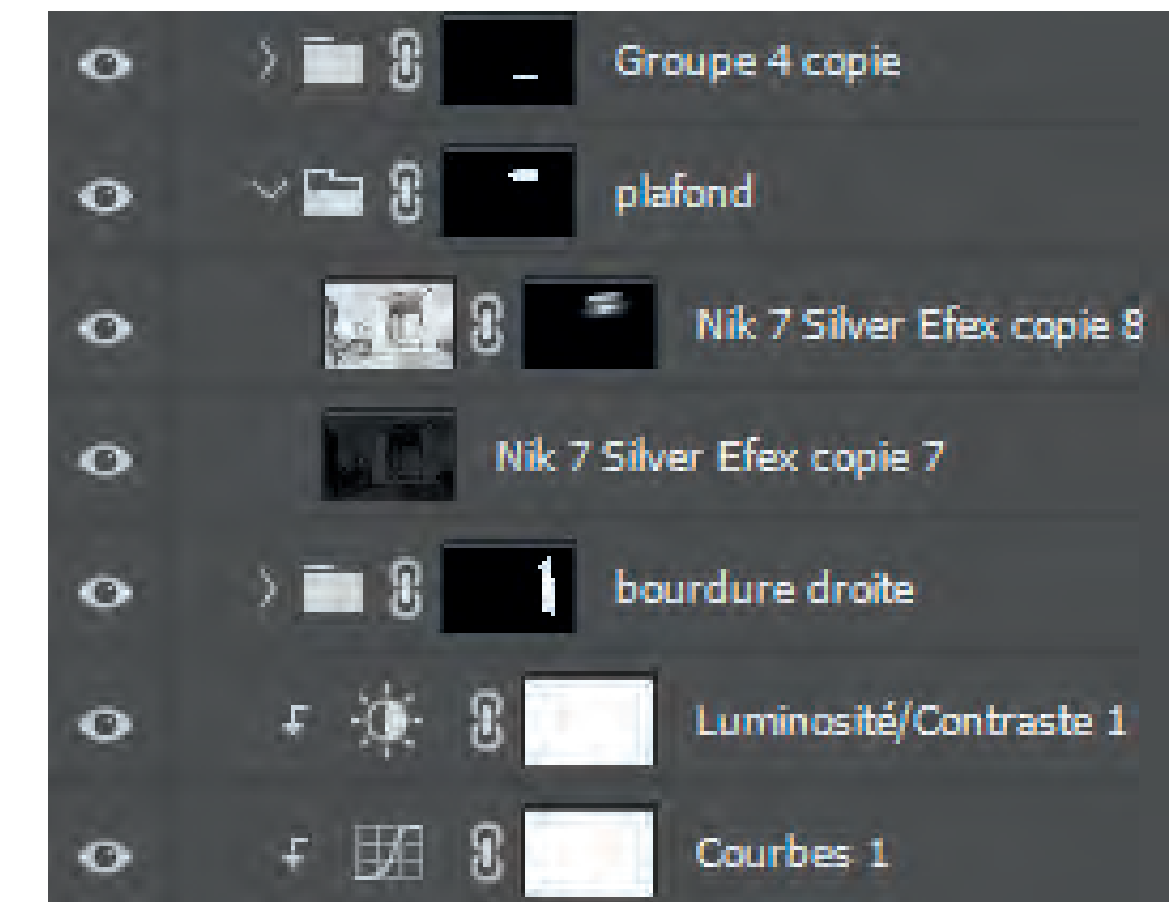 Groupe 4 copie
plafond
Nik 7 Silver Efex copie 8
Nik 7 Silver Efex copie 7
bourdure droite
Luminosité/Contraste 1
Courbes 1